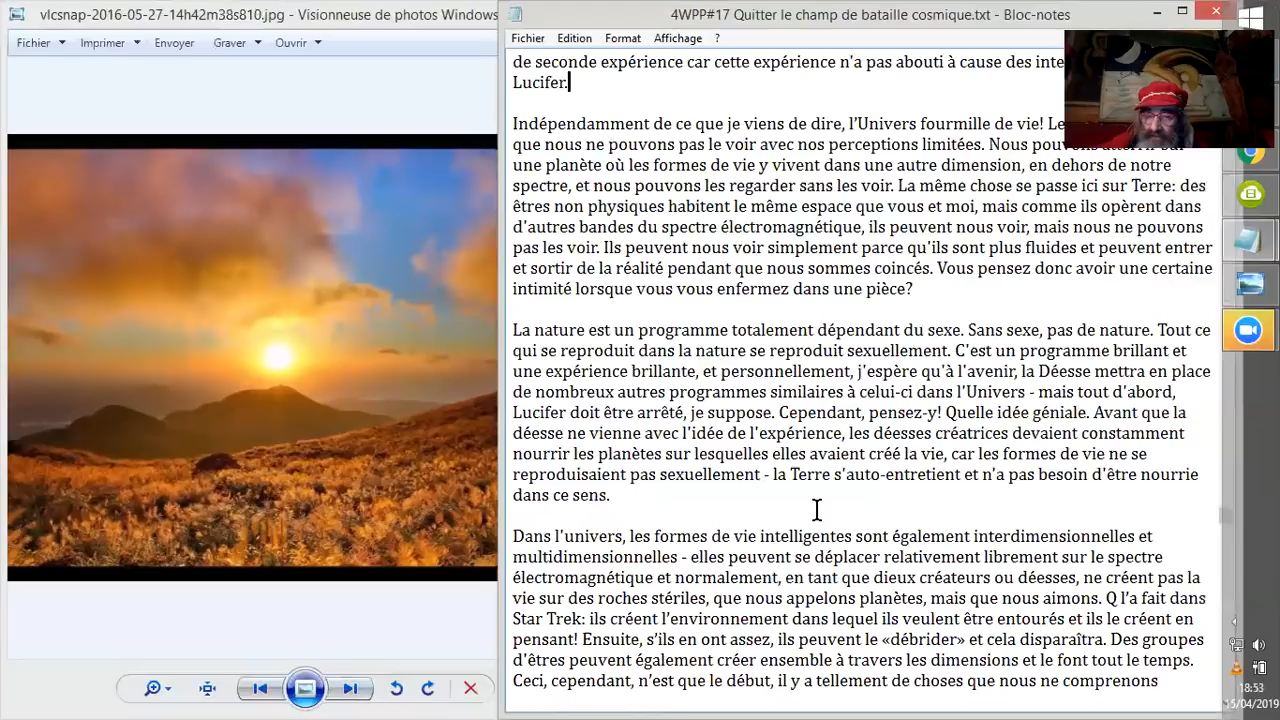 vlcsnap-2016-05-27-14h42m38s810.jpg - Visionneuse de photos Windows
Fichier Imprimer Envoyer Graver Ouvrir
4WPP#17 Quitter le champ de bataille cosmique.txt - Bloc-notes
Fichier Edition Format Affichage ?
de seconde expérience car cette expérience n'a pas abouti à cause des
Lucifer.
Indépendamment de ce que je viens de dire, l'Univers fourmille de vie!
que nous ne pouvons pas le voir avec nos perceptions limitées. Nous
une planète où les formes de vie y vivent dans une autre dimension, en dehors de notre
spectre, et nous pouvons les regarder sans les voir. La même chose se passe ici sur Terre: des
êtres non physiques habitent le même espace que vous et moi, mais comme ils opèrent dans
d'autres bandes du spectre électromagnétique, ils peuvent nous voir, mais nous ne pouvons
pas les voir. Ils peuvent nous voir simplement parce qu'ils sont plus fluides et peuvent entrer
et sortir de la réalité pendant que nous sommes coincés. Vous pensez donc avoir une certaine
intimité lorsque vous vous enfermez dans une pièce?
La nature est un programme totalement dépendant du sexe. Sans sexe, pas de nature. Tout ce
qui se reproduit dans la nature se reproduit sexuellement. C'est un programme brillant et
une expérience brillante, et personnellement, j'espère qu'à l'avenir, la Déesse mettra en place
de nombreux autres programmes similaires à celui-ci dans l'Univers - mais tout d'abord,
Lucifer doit être arrêté, je suppose. Cependant, pensez-y! Quelle idée géniale. Avant que la
déesse ne vienne avec l'idée de l'expérience, les déesses créatrices devaient constamment
nourrir les planètes sur lesquelles elles avaient créé la vie, car les formes de vie ne se
reproduisaient pas sexuellement - la Terre s'auto-entretient et n'a pas besoin d'être nourrie
dans ce sens.
Dans l'univers, les formes de vie intelligentes sont également interdimensionnelles et
multidimensionnelles - elles peuvent se déplacer relativement librement sur le spectre
électromagnétique et normalement, en tant que dieux créateurs ou déesses, ne créent pas la
vie sur des roches stériles, que nous appelons planètes, mais que nous aimons. Q l'a fait dans
Star Trek: ils créent l'environnement dans lequel ils veulent être entourés et ils le créent en
pensant! Ensuite, s'ils en ont assez, ils peuvent le «débrider» et cela disparaîtra. Des groupes
d'êtres peuvent également créer ensemble à travers les dimensions et le font tout le temps.
Ceci, cependant, n'est que le début, il y a tellement de choses que nous ne comprenons
18:53
15/04/2019